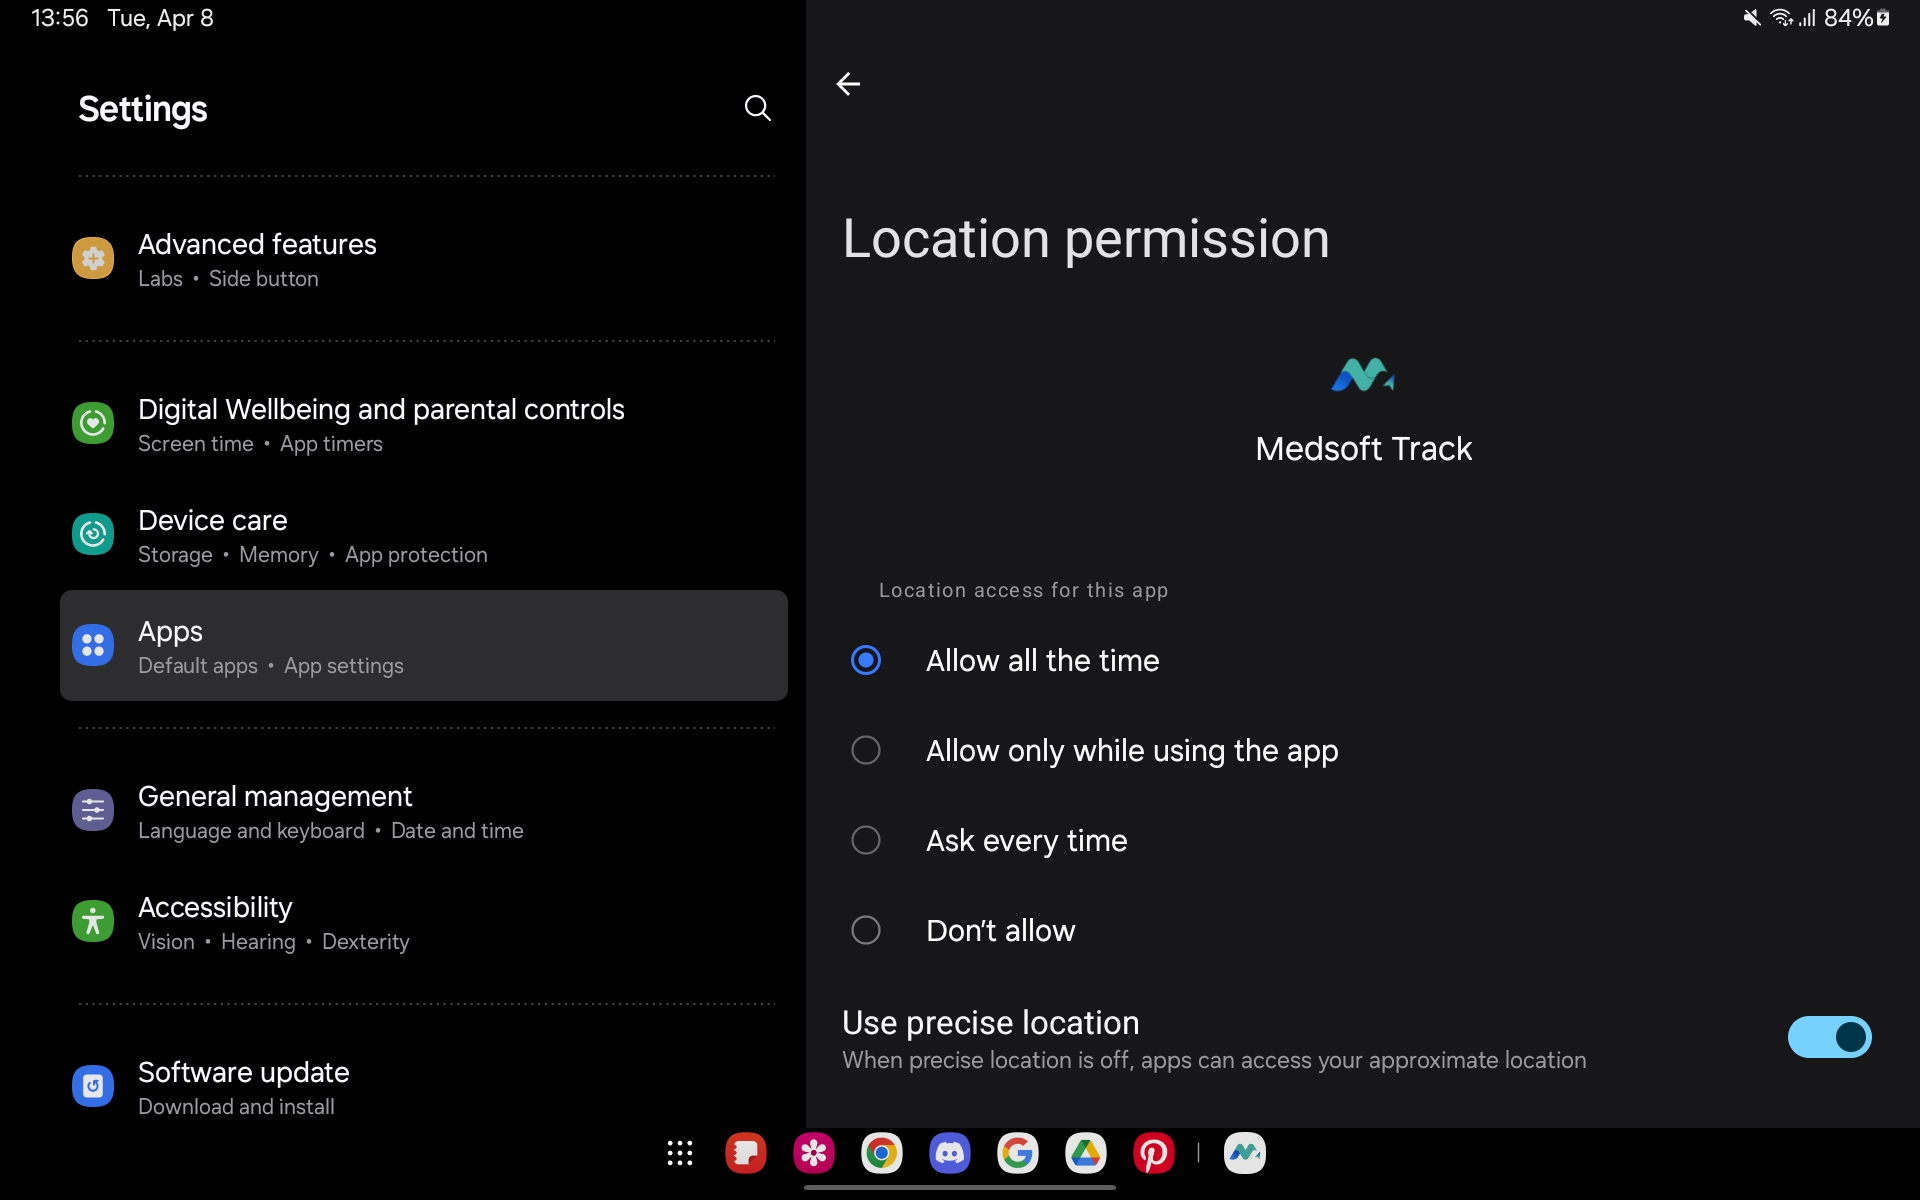 13:56 Tue, Apr 8
84%
Settings
Advanced features
Labs • Side button
Digital Wellbeing and parental controls
Screen time • App timers
Device care
Storage • Memory • App protection
Apps
Default apps • App settings
General management
Language and keyboard • Date and time
Accessibility
Vision • Hearing • Dexterity
Software update
Download and install
Location permission
Medsoft Track
Location access for this app
Allow all the time
Allow only while using the app
Ask every time
Don't allow
Use precise location
When precise location is off, apps can access your approximate location